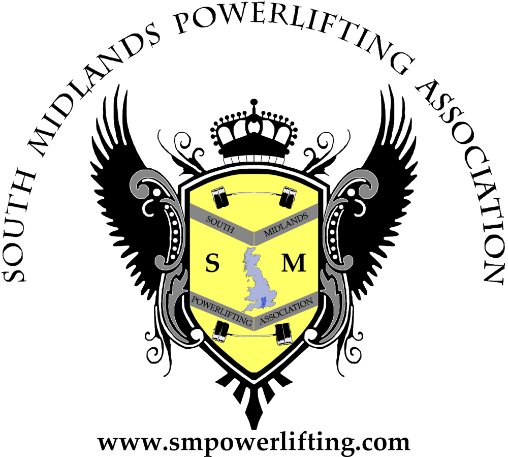 SOUTH MIDLANDS POWERLIFTING ASSOCIATION
SOUTH MIDLANDS
S M
POWERLIFTING ASSOCIATION
www.smpowerlifting.com